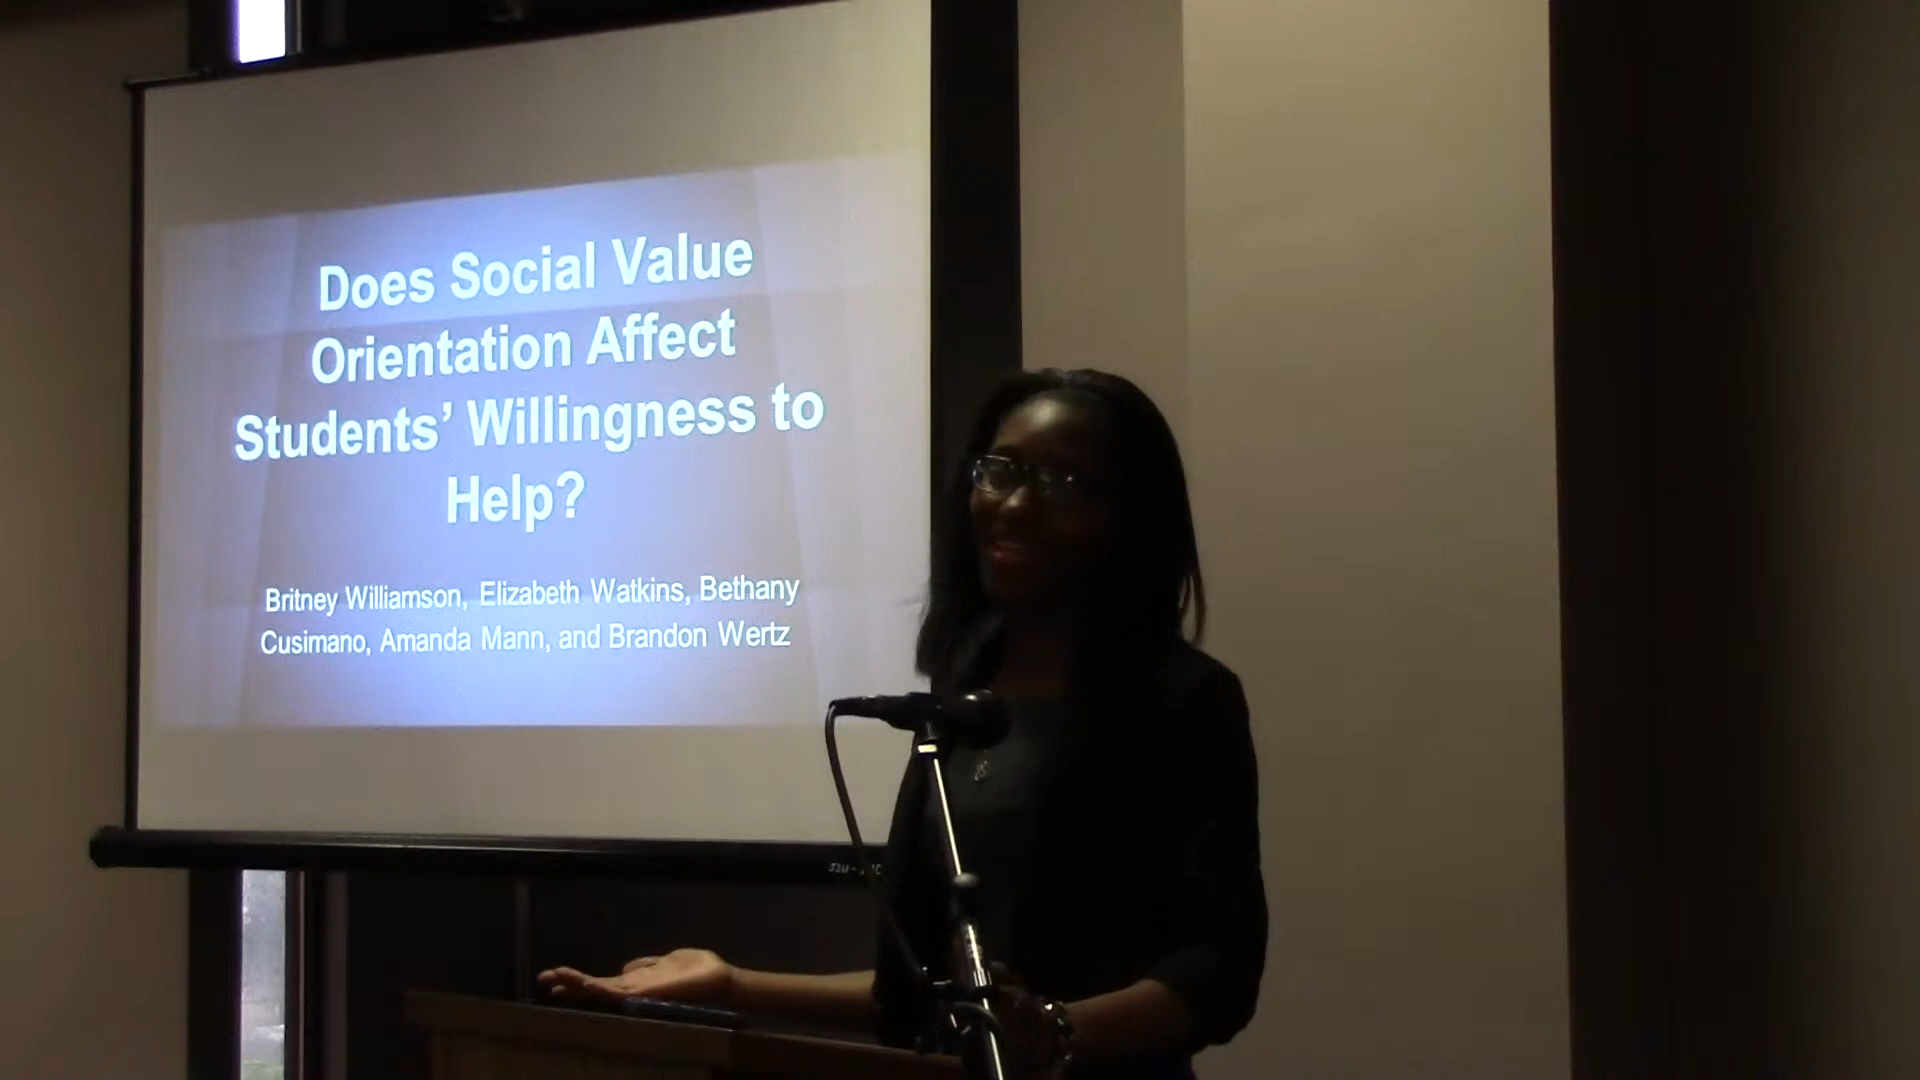 Does Social Value
Orientation Affect
Students’ Willingness to
Help?
Britney Williamson, Elizabeth Watkins, Bethany
Cusimano, Amanda Mann, and Brandon Wertz